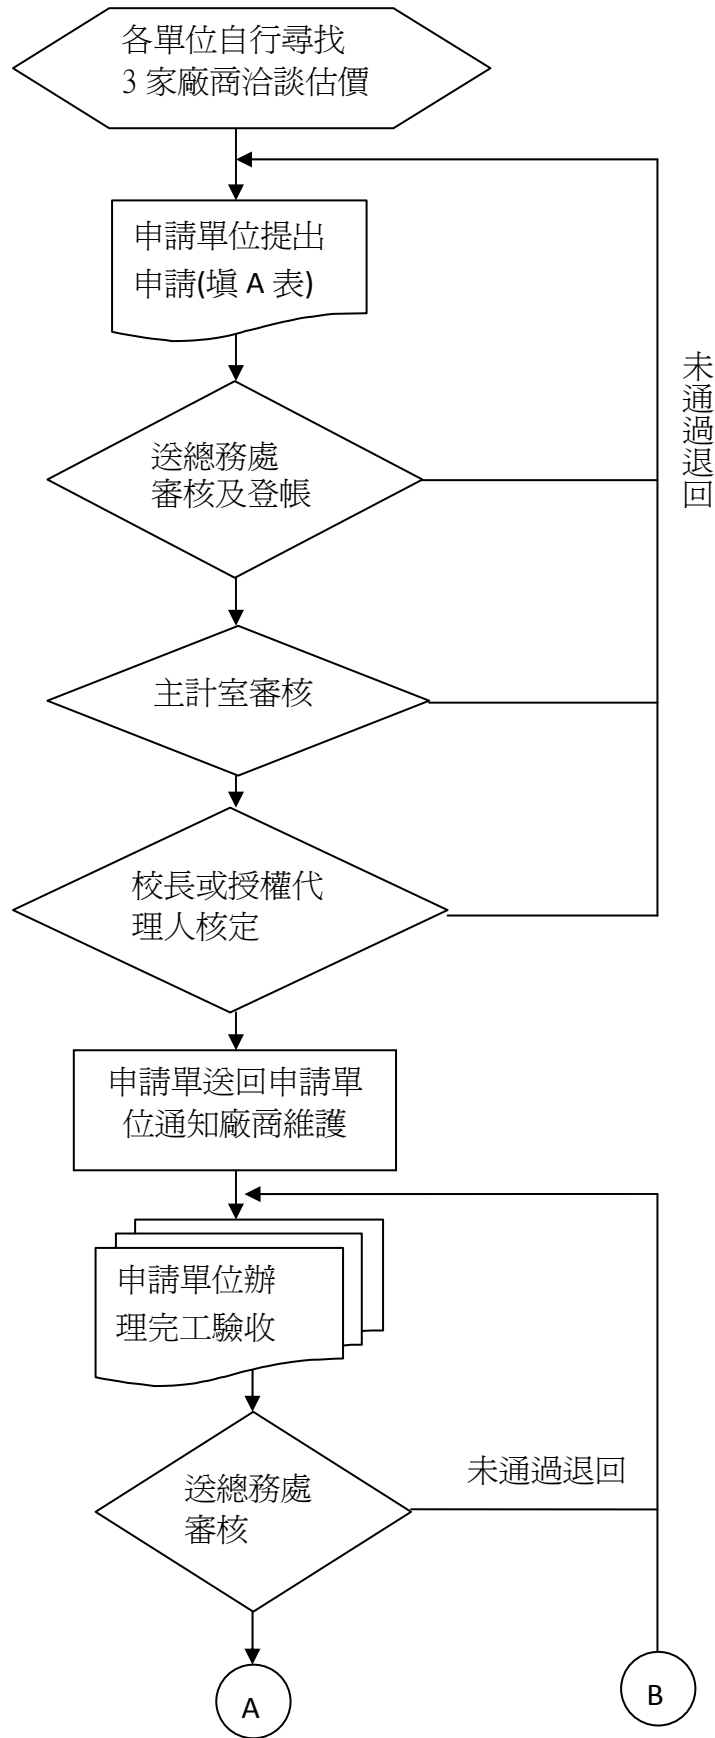 各單位自行尋找
3 家廠商洽談估價
申請單位提出
申請(填 A 表)
未通過退回
送總務處
審核及登帳
主計室審核
校長或授權代
理人核定
申請單送回申請單
位通知廠商維護
申請單位辦
理完工驗收
未通過退回
送總務處
審核
A
B